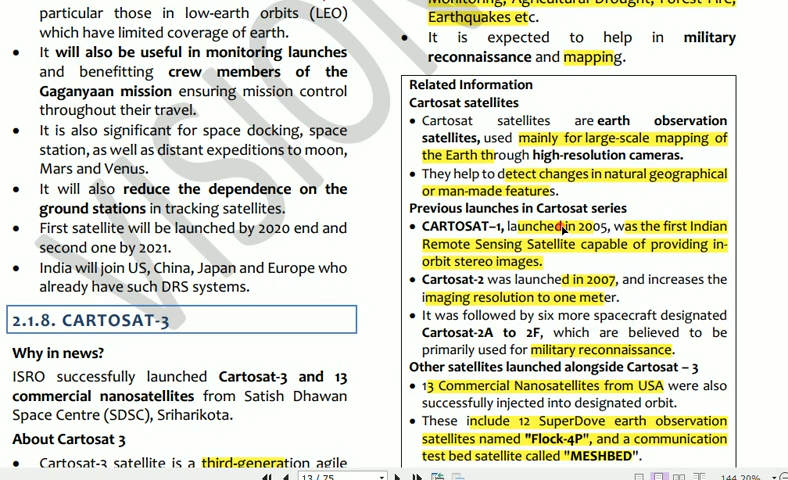 particular those in low-earth orbits (LEO)
which have limited coverage of earth.
• It will also be useful in monitoring launches
and benefitting crew members of the
Gaganyaan mission ensuring mission control
throughout their travel.
• It is also significant for space docking, space
station, as well as distant expeditions to moon,
Mars and Venus.
• It will also reduce the dependence on the
ground stations in tracking satellites.
• First satellite will be launched by 2020 end and
second one by 2021.
• India will join US, China, Japan and Europe who
already have such DRS systems.
2.1.8. CARTOSAT-3
Why in news?
ISRO successfully launched Cartosat-3 and 13
commercial nanosatellites from Satish Dhawan
Space Centre (SDSC), Sriharikota.
About Cartosat 3
• Cartosat-3 satellite is a third-generation agile
Monitoring, Agricultural Drought, Forest Fire,
Earthquakes etc.
• It is expected to help in military
reconnaissance and mapping.
Related Information
Cartosat satellites
• Cartosat satellites are earth observation
satellites, used mainly for large-scale mapping of
the Earth through high-resolution cameras.
• They help to detect changes in natural geographical
or man-made features.
Previous launches in Cartosat series
• CARTOSAT–1, launched in 2005, was the first Indian
Remote Sensing Satellite capable of providing in-
orbit stereo images.
• Cartosat-2 was launched in 2007, and increases the
imaging resolution to one meter.
• It was followed by six more spacecraft designated
Cartosat-2A to 2F, which are believed to be
primarily used for military reconnaissance.
Other satellites launched alongside Cartosat – 3
• 13 Commercial Nanosatellites from USA were also
successfully injected into designated orbit.
• These include 12 SuperDove earth observation
satellites named "Flock-4P", and a communication
test bed satellite called "MESHBED".
VISION
13 / 75
144.20%